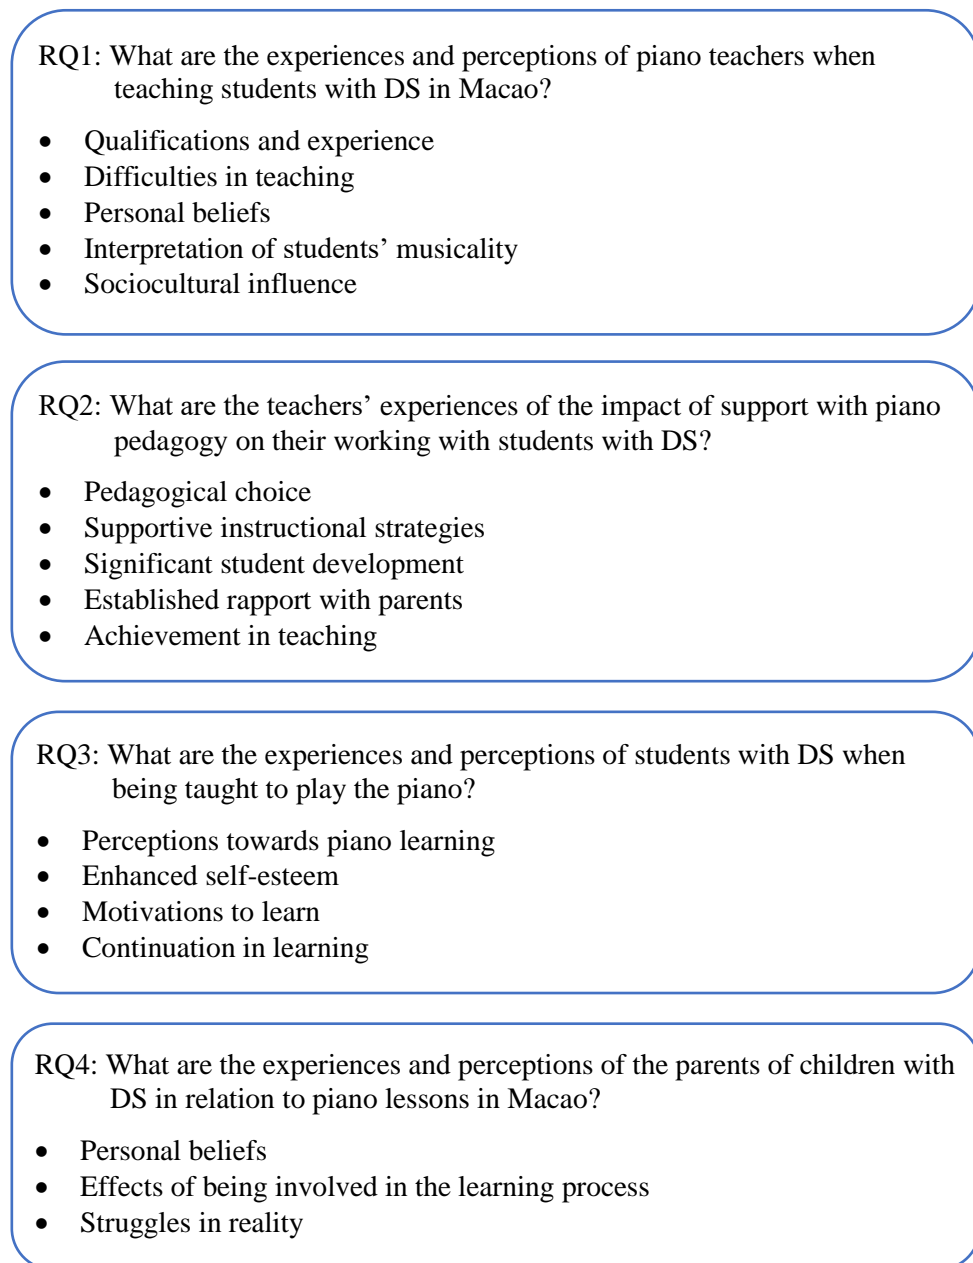 RQ1: What are the experiences and perceptions of piano teachers when
teaching students with DS in Macao?
• Qualifications and experience
• Difficulties in teaching
• Personal beliefs
• Interpretation of students’ musicality
• Sociocultural influence
RQ2: What are the teachers’ experiences of the impact of support with piano
pedagogy on their working with students with DS?
• Pedagogical choice
• Supportive instructional strategies
• Significant student development
• Established rapport with parents
• Achievement in teaching
RQ3: What are the experiences and perceptions of students with DS when
being taught to play the piano?
• Perceptions towards piano learning
• Enhanced self-esteem
• Motivations to learn
• Continuation in learning
RQ4: What are the experiences and perceptions of the parents of children with
DS in relation to piano lessons in Macao?
• Personal beliefs
• Effects of being involved in the learning process
• Struggles in reality